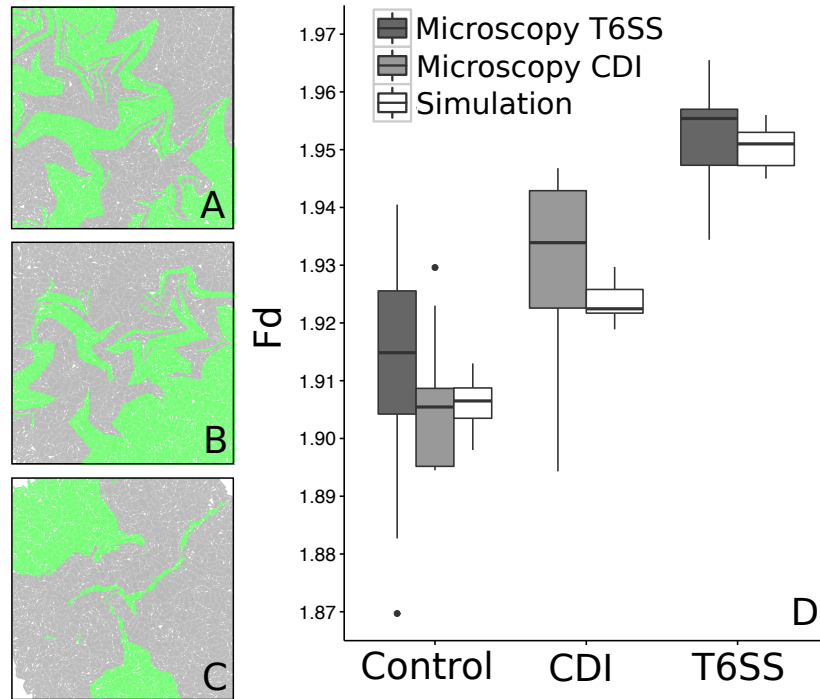 A
B
C
Microscopy T6SS
Microscopy CDI
Simulation
Fd
1.97
1.96
1.95
1.94
1.93
1.92
1.91
1.90
1.89
1.88
1.87
Control
CDI
T6SS
D